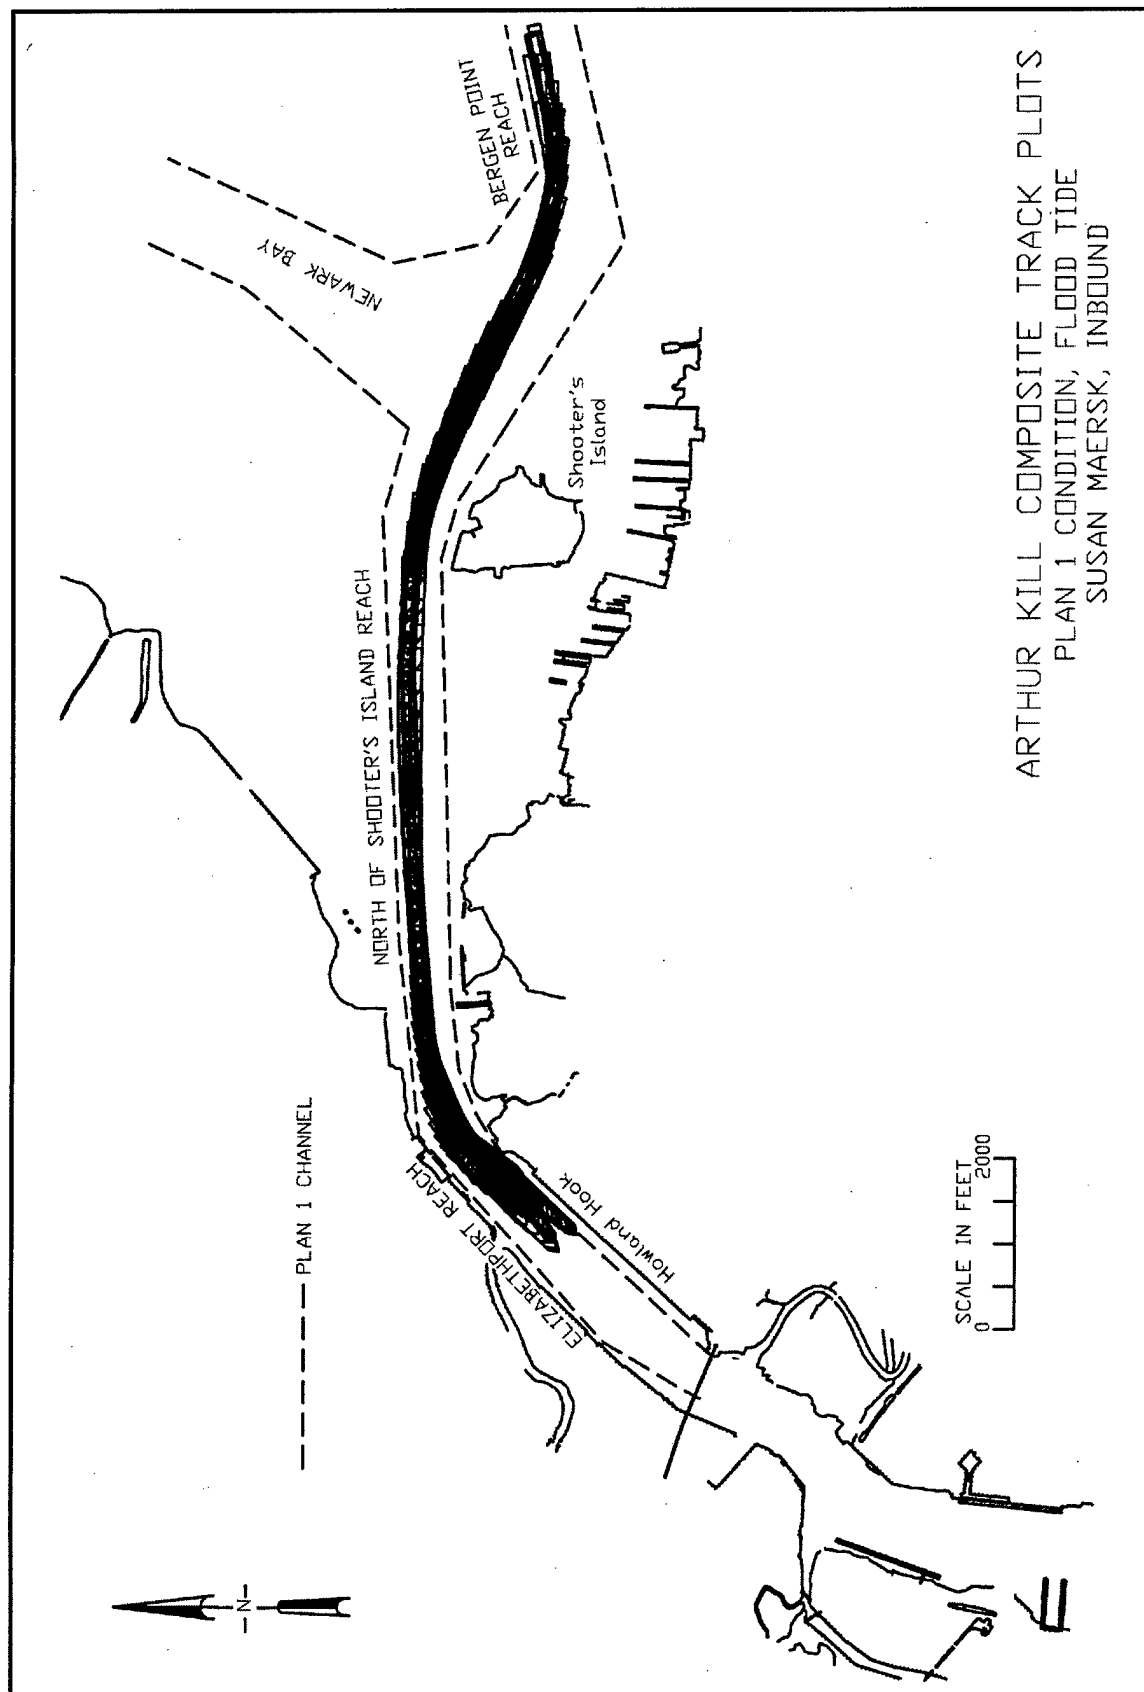 ARTHUR KILL COMPOSITE TRACK PLOTS
PLAN 1 CONDITION, FLOOD TIDE
SUSAN MAERSK, INBOUND
BERGEN POINT
REACH
NEWARK BAY
Shooter's
Island
NORTH OF SHOOTER'S ISLAND REACH
ELIZABETHPORT REACH
Howland Hook
PLAN 1 CHANNEL
SCALE IN FEET
0 2000
N